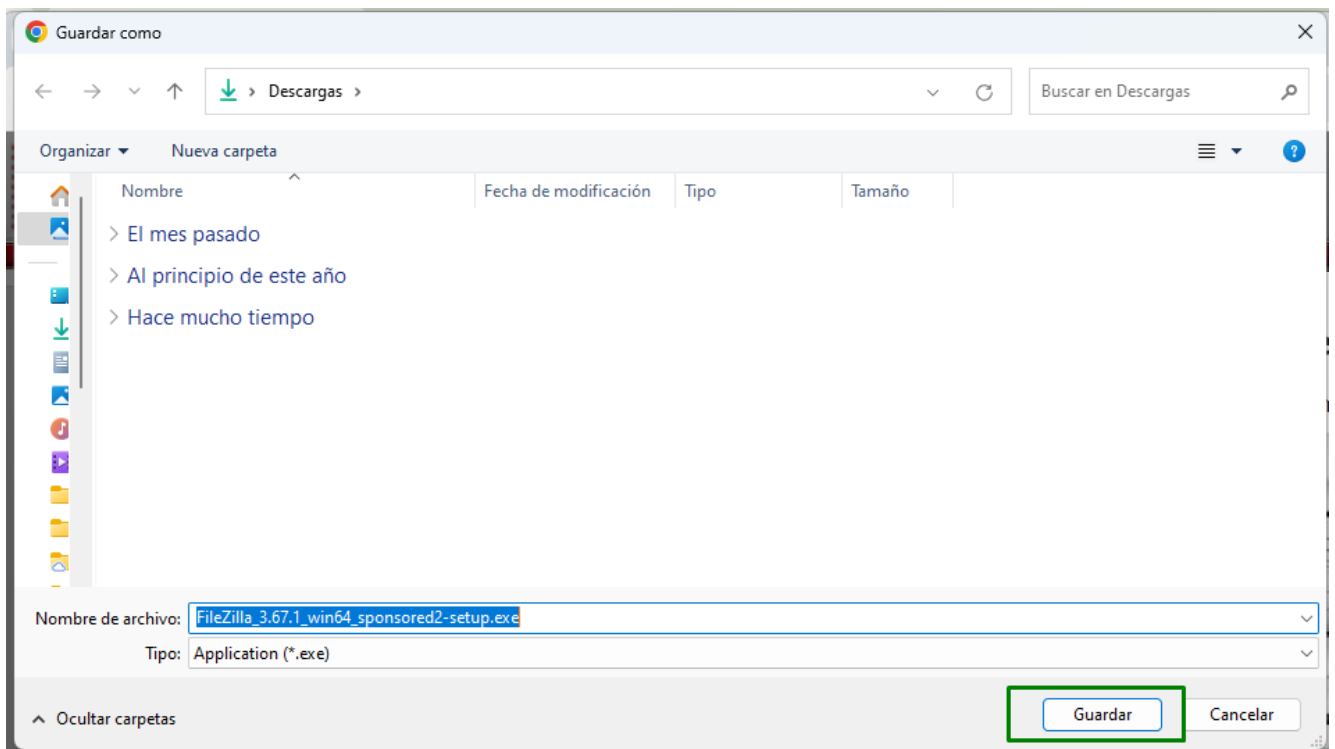 Guardar como
Descargas
Buscar en Descargas
Organizar
Nueva carpeta
?
Nombre
Fecha de modificación
Tipo
Tamaño
El mes pasado
Al principio de este año
Hace mucho tiempo
Nombre de archivo: FileZilla_3.67.1_win64_sponsored2-setup.exe
Tipo: Application (*.exe)
Ocultar carpetas
Guardar
Cancelar